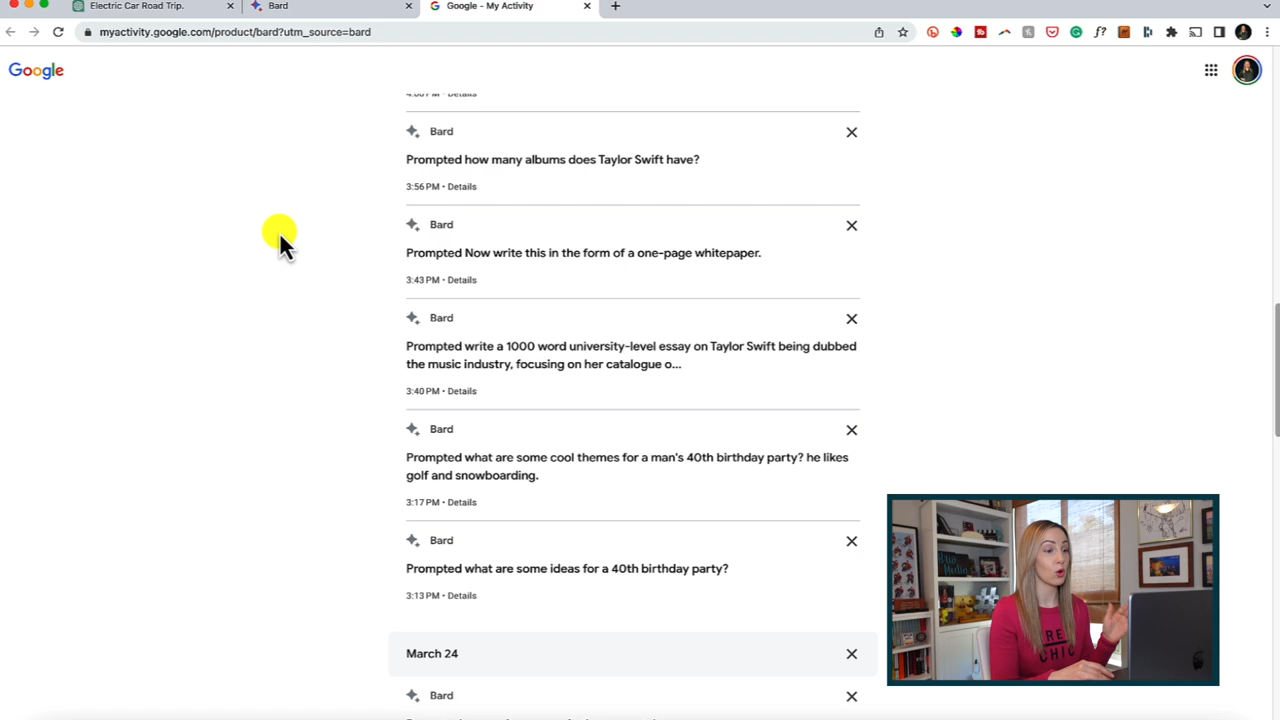 Electric Car Road Trip.
Bard
Google - My Activity
myactivity.google.com/product/bard?utm_source=bard
Google
Bard
Prompted how many albums does Taylor Swift have?
3:56 PM • Details
Bard
Prompted Now write this in the form of a one-page whitepaper.
3:43 PM • Details
Bard
Prompted write a 1000 word university-level essay on Taylor Swift being dubbed
the music industry, focusing on her catalogue o...
3:40 PM • Details
Bard
Prompted what are some cool themes for a man's 40th birthday party? he likes
golf and snowboarding.
3:17 PM • Details
Bard
Prompted what are some ideas for a 40th birthday party?
3:13 PM • Details
March 24
Bard
Brio
Media
CHIC